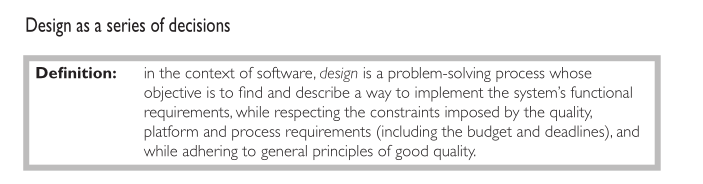 Design as a series of decisions
Definition: in the context of software, design is a problem-solving process whose
objective is to find and describe a way to implement the system's functional
requirements, while respecting the constraints imposed by the quality,
platform and process requirements (including the budget and deadlines), and
while adhering to general principles of good quality.